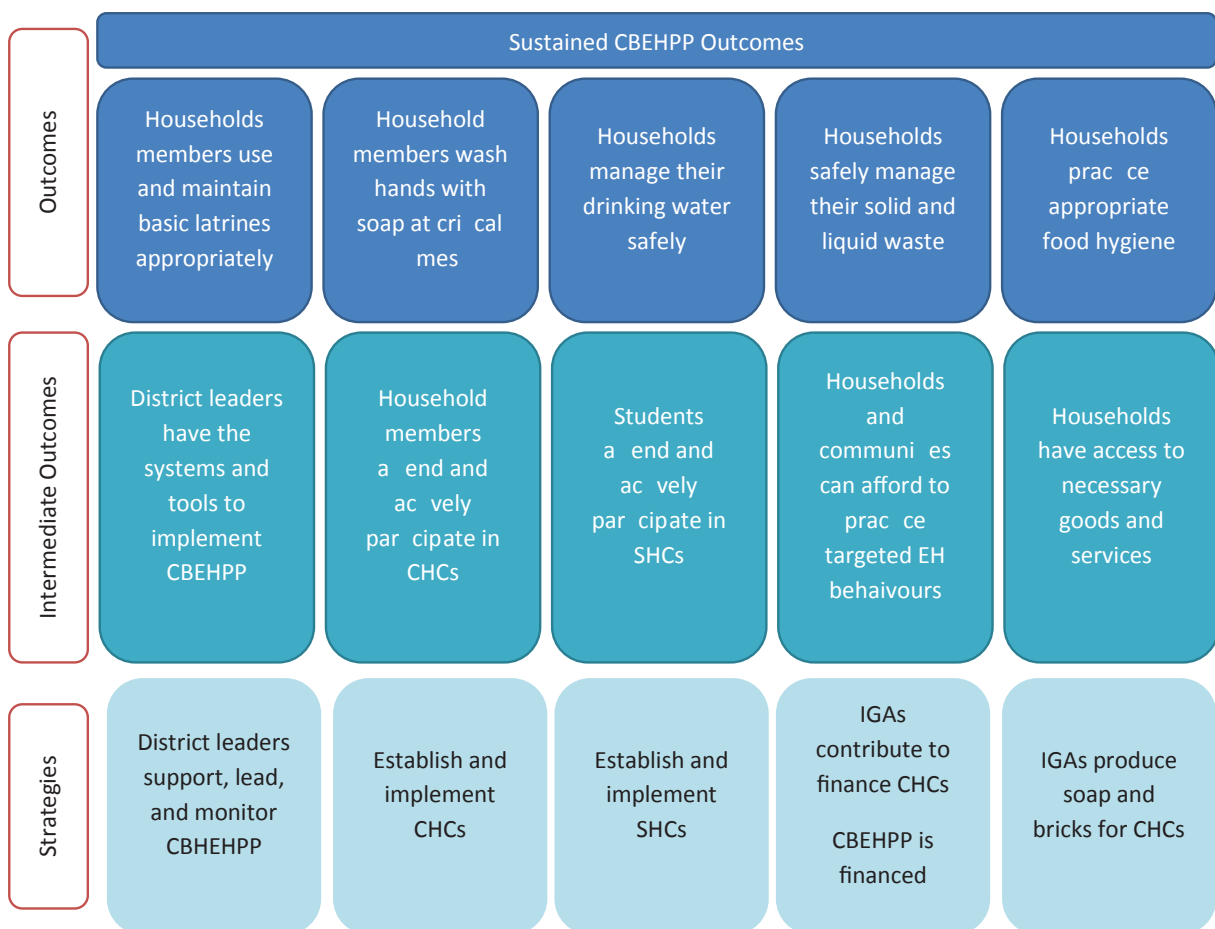 Sustained CBEHPP Outcomes
Outcomes
Households
members use
and maintain
basic latrines
appropriately
Household
members wash
hands with
soap at cri cal
mes
Households
manage their
drinking water
safely
Households
safely manage
their solid and
liquid waste
Households
prac ce
appropriate
food hygiene
Intermediate Outcomes
District leaders
have the
systems and
tools to
implement
CBEHPP
Household
members
a end and
ac vely
par cipate in
CHCs
Students
a end and
ac vely
par cipate in
SHCs
Households
and
communi es
can afford to
prac ce
targeted EH
behaivours
Households
have access to
necessary
goods and
services
Strategies
District leaders
support, lead,
and monitor
CBHEHPP
Establish and
implement
CHCs
Establish and
implement
SHCs
IGAs
contribute to
finance CHCs
CBEHPP is
financed
IGAs produce
soap and
bricks for CHCs